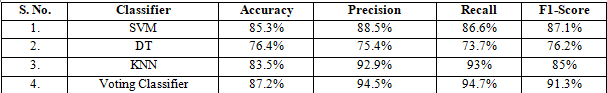 S. No. Classifier Accuracy Precision Recall F1-Score
1. SVM 85.3% 88.5% 86.6% 87.1%
2. DT 76.4% 75.4% 73.7% 76.2%
3. KNN 83.5% 92.9% 93% 85%
4. Voting Classifier 87.2% 94.5% 94.7% 91.3%